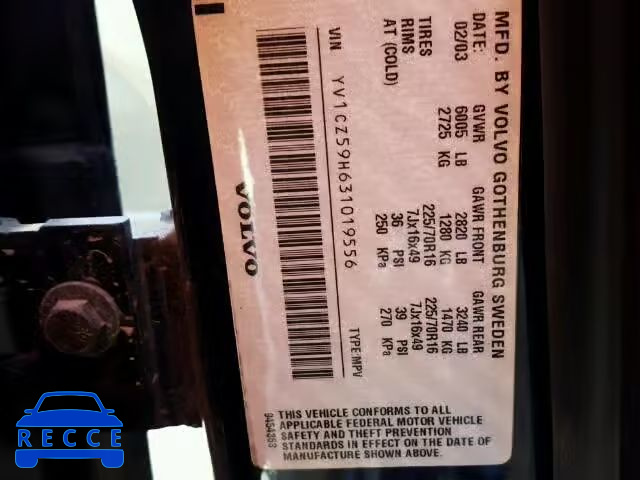 MFD. BY VOLVO GOTHENBURG SWEDEN
DATE: GVWR GAWR FRONT GAWR REAR
02/03 6005 LB 2820 LB 3240 LB
2725 KG 1280 KG 1470 KG
TIRES 225/70R16 225/70R16
RIMS 7Jx16x49 7Jx16x49
AT (COLD) 36 PSI 39 PSI
250 KPa 270 KPa
VIN YV1CZ59H631019556 TYPE:MPV
VOLVO
THIS VEHICLE CONFORMS TO ALL
APPLICABLE FEDERAL MOTOR VEHICLE
SAFETY AND THEFT PREVENTION
STANDARDS IN EFFECT ON THE DATE OF
MANUFACTURE SHOWN ABOVE.
9454363
RECCE